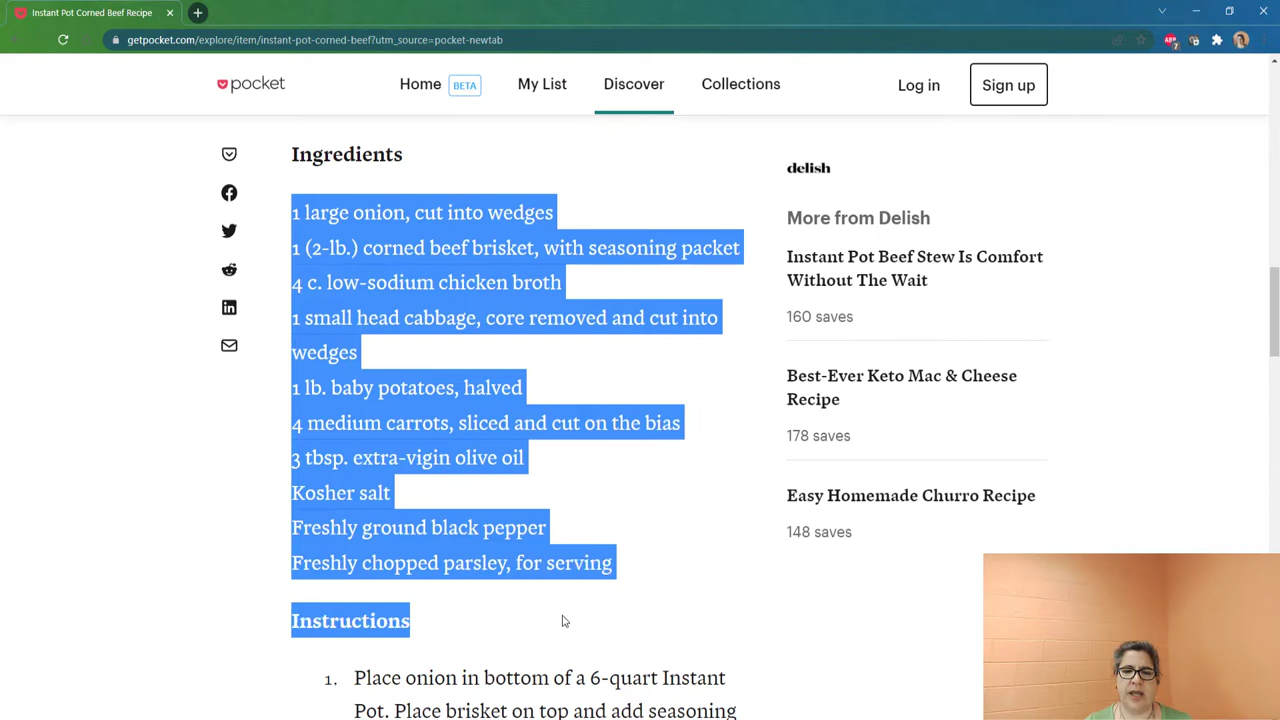 Instant Pot Corned Beef Recipe
getpocket.com/explore/item/instant-pot-corned-beef?utm_source=pocket-newtab
ABP
7
pocket
Home BETA My List Discover Collections Log in Sign up
Ingredients
1 large onion, cut into wedges
1 (2-lb.) corned beef brisket, with seasoning packet
4 c. low-sodium chicken broth
1 small head cabbage, core removed and cut into
wedges
1 lb. baby potatoes, halved
4 medium carrots, sliced and cut on the bias
3 tbsp. extra-vigin olive oil
Kosher salt
Freshly ground black pepper
Freshly chopped parsley, for serving
Instructions
1. Place onion in bottom of a 6-quart Instant
Pot. Place brisket on top and add seasoning
delish
More from Delish
Instant Pot Beef Stew Is Comfort
Without The Wait
160 saves
Best-Ever Keto Mac & Cheese
Recipe
178 saves
Easy Homemade Churro Recipe
148 saves